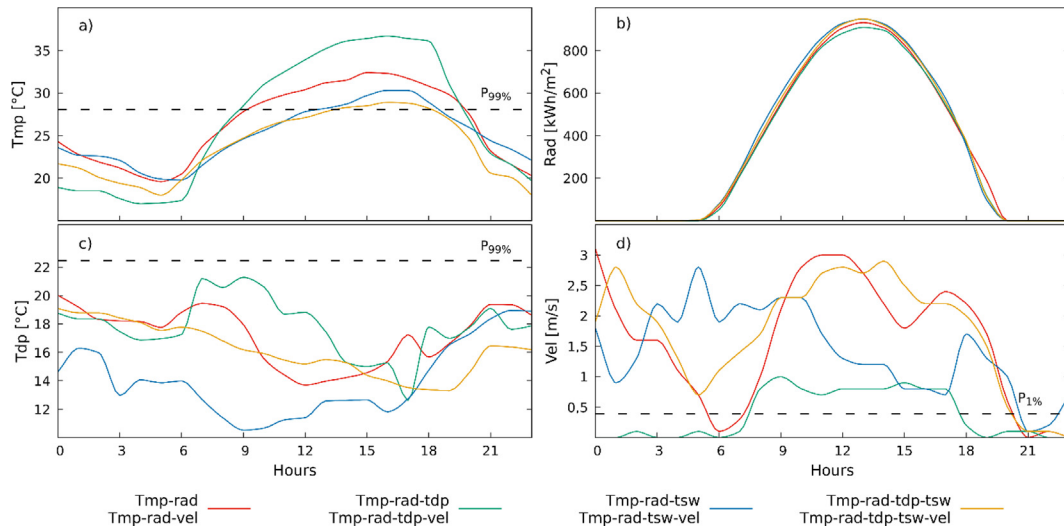 a)
Tmp [°C]
35
30
25
20
P99%
b)
Rad [kWh/m²]
800
600
400
200
c)
Tdp [°C]
22
20
18
16
14
12
P99%
0 3 6 9 12 15 18 21
Hours
d)
Vel [m/s]
3
2.5
2
1.5
1
0.5
P1%
0 3 6 9 12 15 18 21
Hours
Tmp-rad
Tmp-rad-vel
Tmp-rad-tdp
Tmp-rad-tdp-vel
Tmp-rad-tsw
Tmp-rad-tsw-vel
Tmp-rad-tdp-tsw
Tmp-rad-tdp-tsw-vel